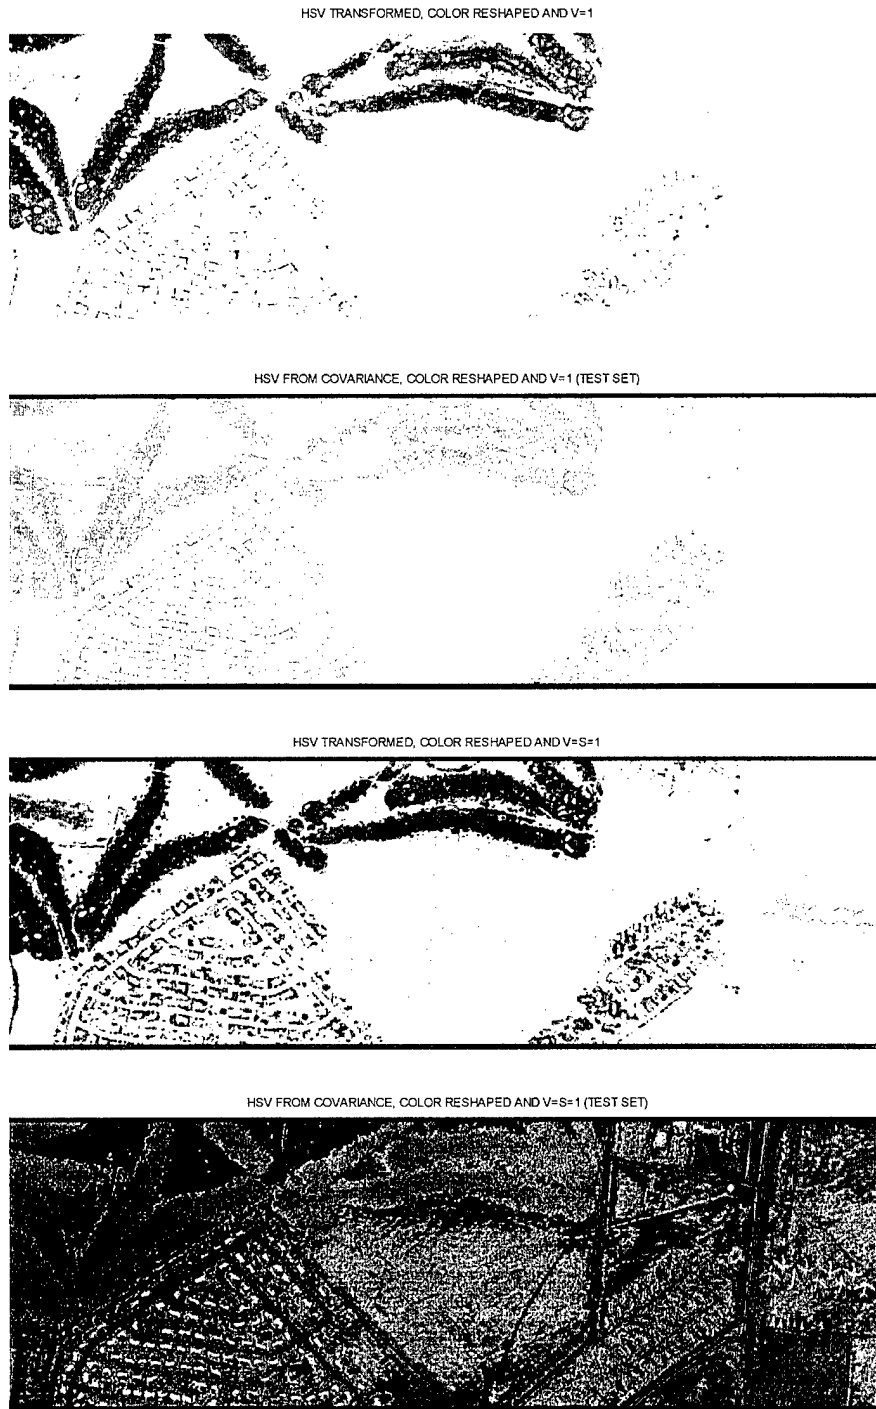 HSV TRANSFORMED, COLOR RESHAPED AND V=1
HSV FROM COVARIANCE, COLOR RESHAPED AND V=1 (TEST SET)
HSV TRANSFORMED, COLOR RESHAPED AND V=S=1
HSV FROM COVARIANCE, COLOR RESHAPED AND V=S=1 (TEST SET)